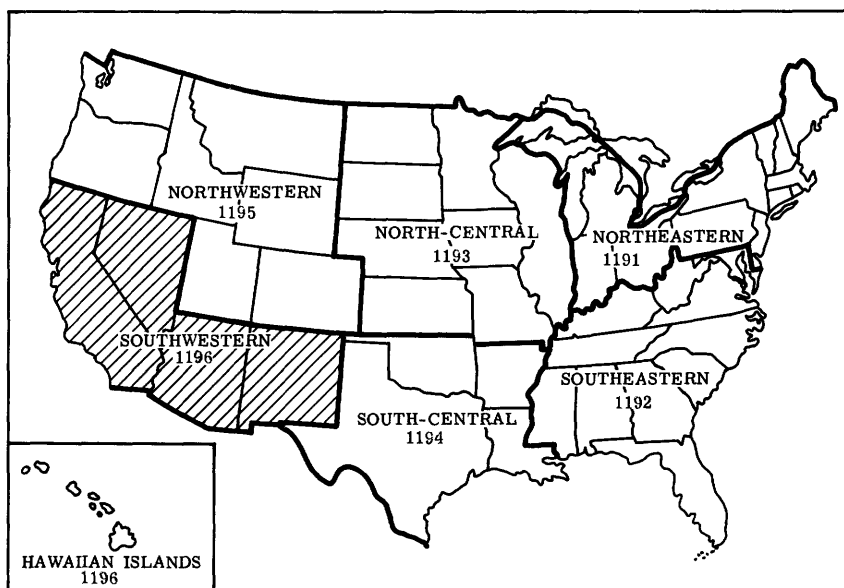 NORTHWESTERN
1195
NORTH-CENTRAL
1193
NORTHEASTERN
1191
SOUTHWESTERN
1196
SOUTH-CENTRAL
1194
SOUTHEASTERN
1192
HAWAIIAN ISLANDS
1196